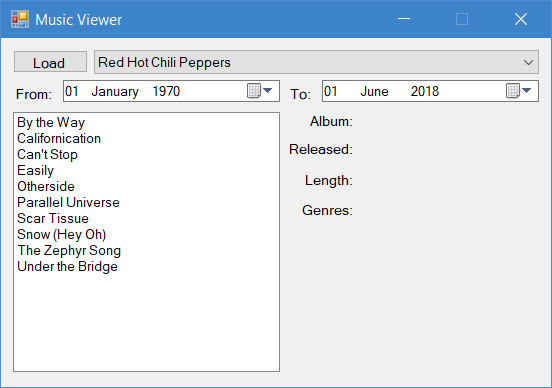 Music Viewer
Load Red Hot Chili Peppers
From: 01 January 1970 To: 01 June 2018
By the Way
Californication
Can't Stop
Easily
Otherside
Parallel Universe
Scar Tissue
Snow (Hey Oh)
The Zephyr Song
Under the Bridge
Album:
Released:
Length:
Genres: